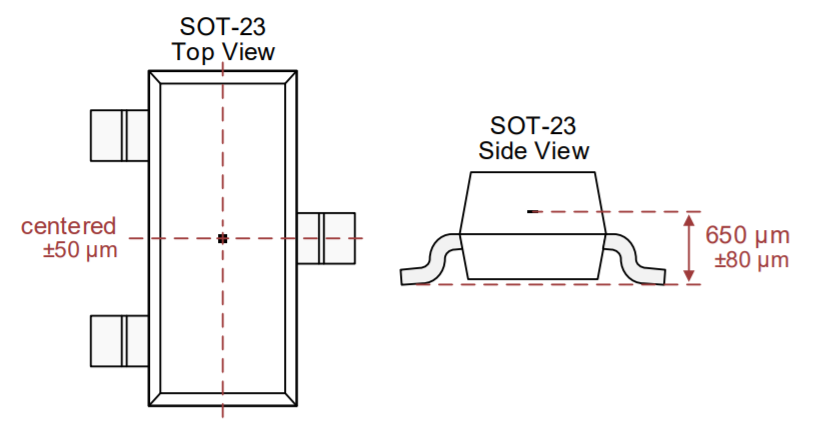 SOT-23
Top View
centered
±50 µm
SOT-23
Side View
650 µm
±80 µm